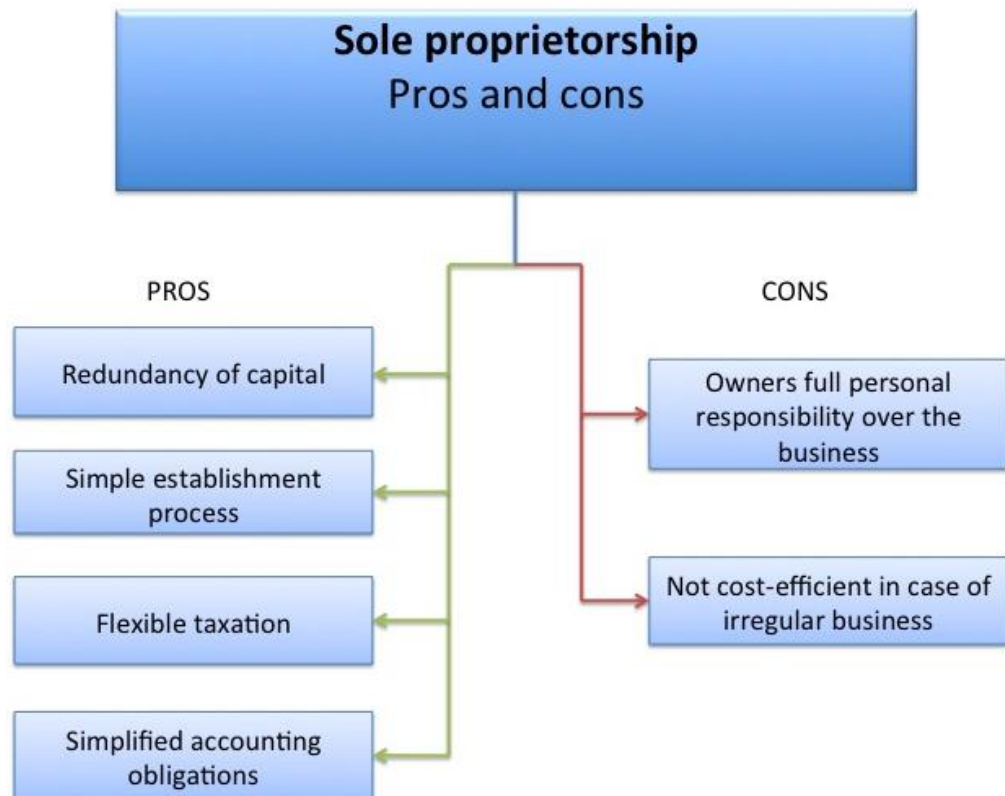 Sole proprietorship
Pros and cons
PROS
Redundancy of capital
Simple establishment
process
Flexible taxation
Simplified accounting
obligations
CONS
Owners full personal
responsibility over the
business
Not cost-efficient in case of
irregular business